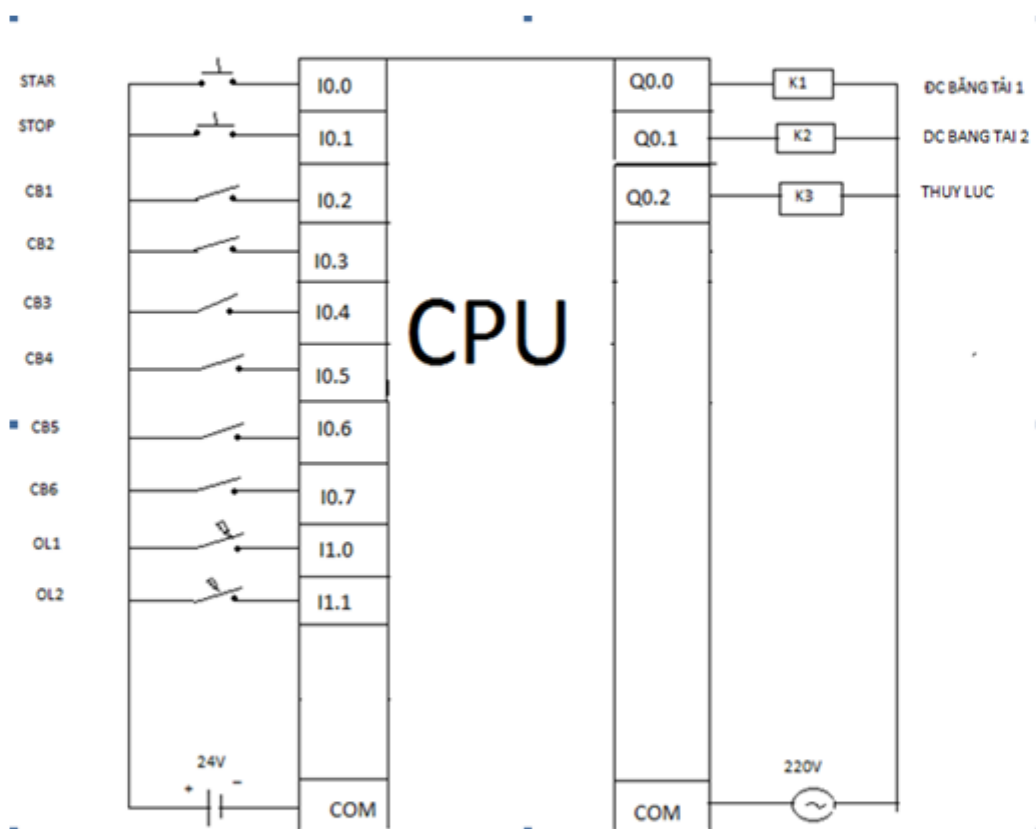 STAR I0.0 Q0.0 K1 ĐC BĂNG TẢI 1
STOP I0.1 Q0.1 K2 DC BANG TAI 2
CB1 I0.2 Q0.2 K3 THUY LUC
CB2 I0.3
CB3 I0.4
CPU
CB4 I0.5
CB5 I0.6
CB6 I0.7
OL1 I1.0
OL2 I1.1
24V 220V
+ −
COM COM